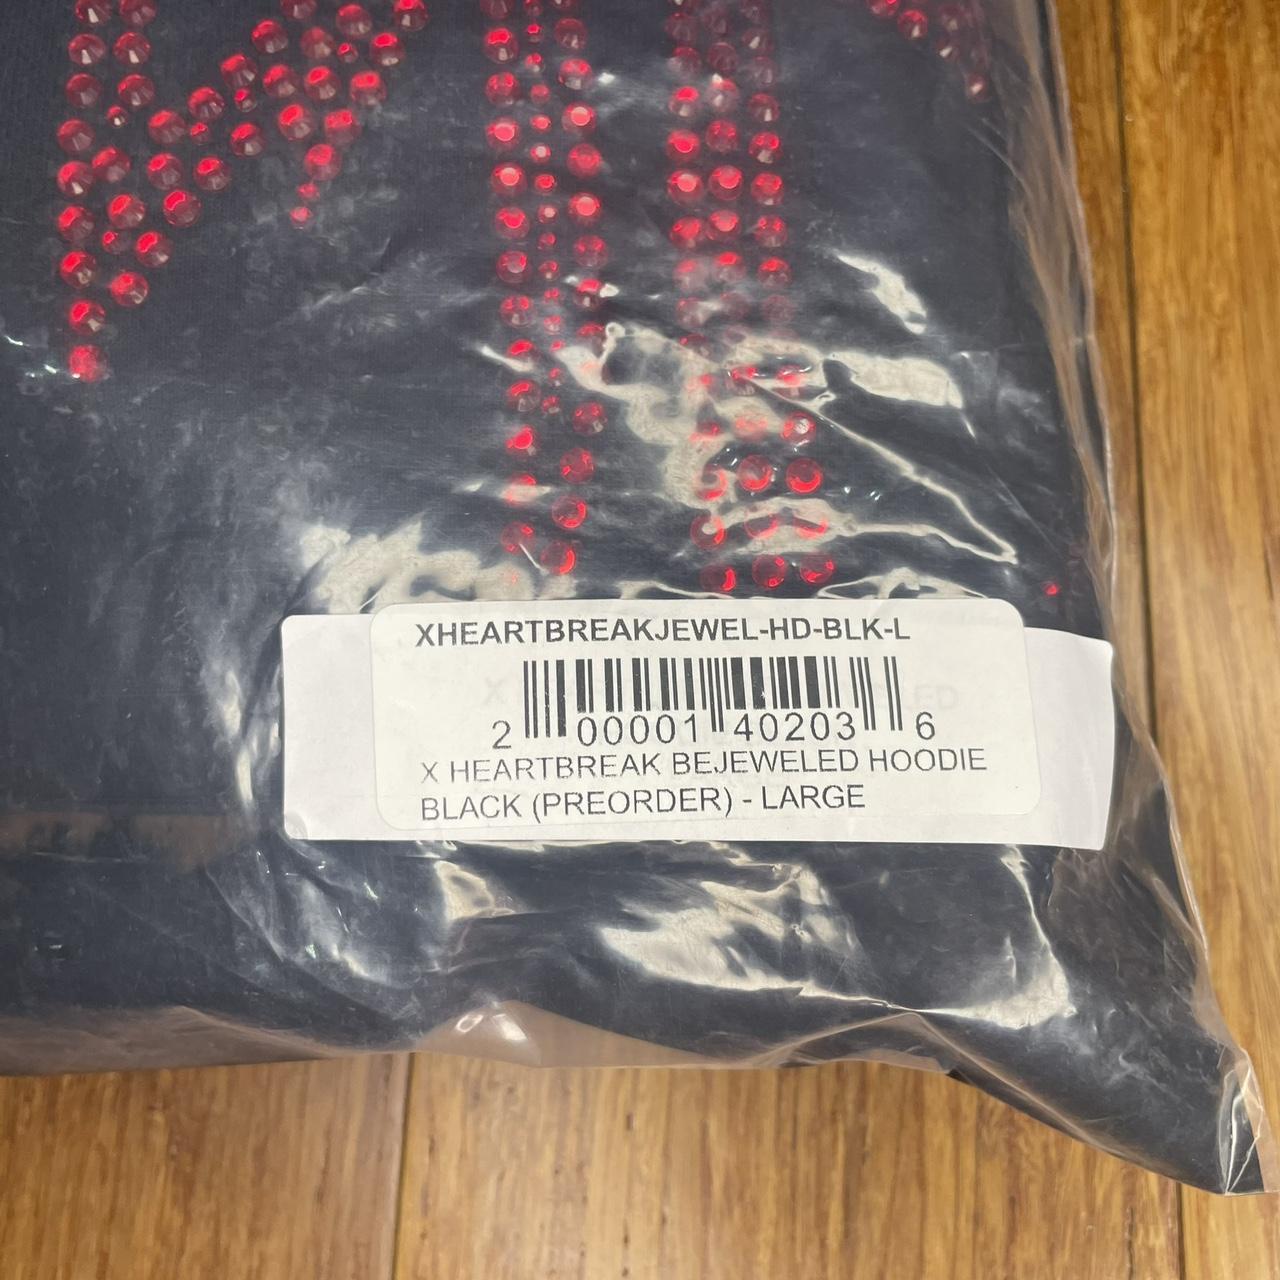 XHEARTBREAKJEWEL-HD-BLK-L
2 00001 40203 6
X HEARTBREAK BEJEWELED HOODIE
BLACK (PREORDER) - LARGE